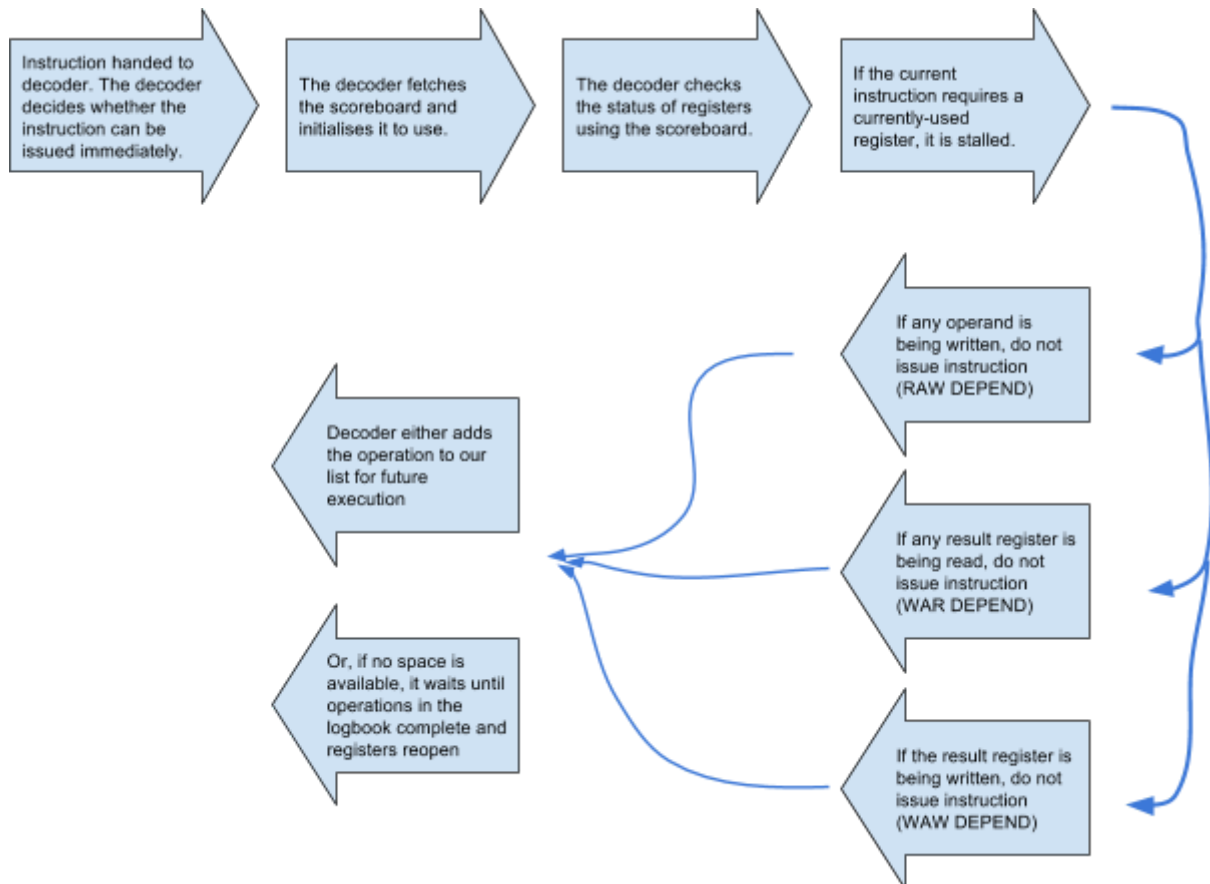 Instruction handed to
decoder. The decoder
decides whether the
instruction can be
issued immediately.
The decoder fetches
the scoreboard and
initialises it to use.
The decoder checks
the status of registers
using the scoreboard.
If the current
instruction requires a
currently-used
register, it is stalled.
If any operand is
being written, do not
issue instruction
(RAW DEPEND)
If any result register is
being read, do not
issue instruction
(WAR DEPEND)
If the result register is
being written, do not
issue instruction
(WAW DEPEND)
Decoder either adds
the operation to our
list for future
execution
Or, if no space is
available, it waits until
operations in the
logbook complete and
registers reopen